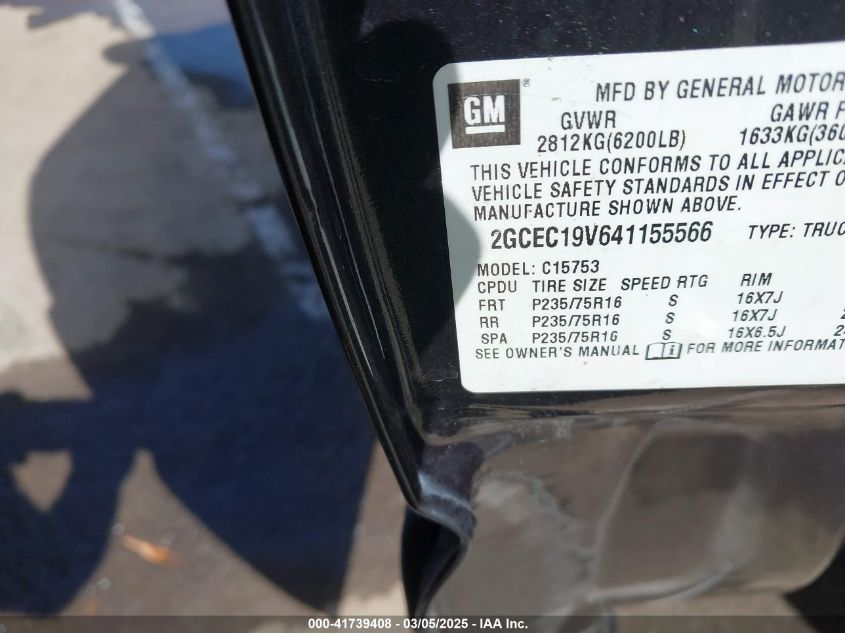 GM®
MFD BY GENERAL MOTOR
GVWR GAWR F
2812KG(6200LB) 1633KG(360
THIS VEHICLE CONFORMS TO ALL APPLICA
VEHICLE SAFETY STANDARDS IN EFFECT O
MANUFACTURE SHOWN ABOVE.
2GCEC19V641155566 TYPE: TRUC
MODEL: C15753
CPDU TIRE SIZE SPEED RTG RIM
FRT P235/75R16 S 16X7J
RR P235/75R16 S 16X7J 2
SPA P235/75R16 S 16X6.5J 24
SEE OWNER'S MANUAL FOR MORE INFORMAT
000-41739408 - 03/05/2025 - IAA Inc.